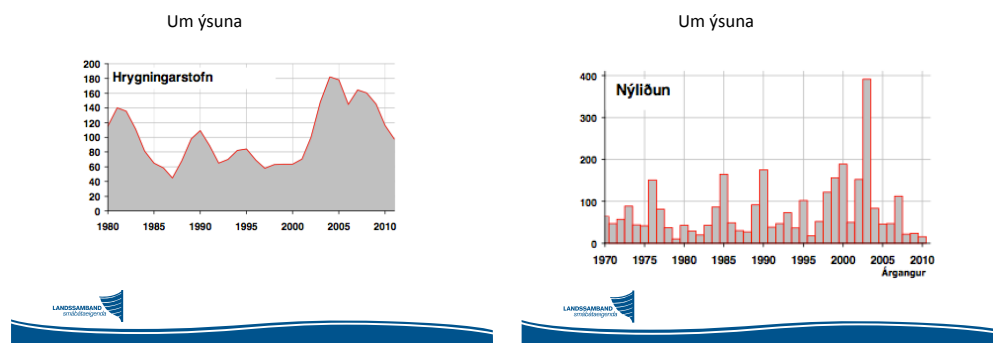 Um ýsuna
Hrygningarstofn
200
180
160
140
120
100
80
60
40
20
0
1980 1985 1990 1995 2000 2005 2010
LANDSSAMBAND
smábátaeigenda
Um ýsuna
Nýliðun
400
300
200
100
0
1970 1975 1980 1985 1990 1995 2000 2005 2010
Árgangur
LANDSSAMBAND
smábátaeigenda